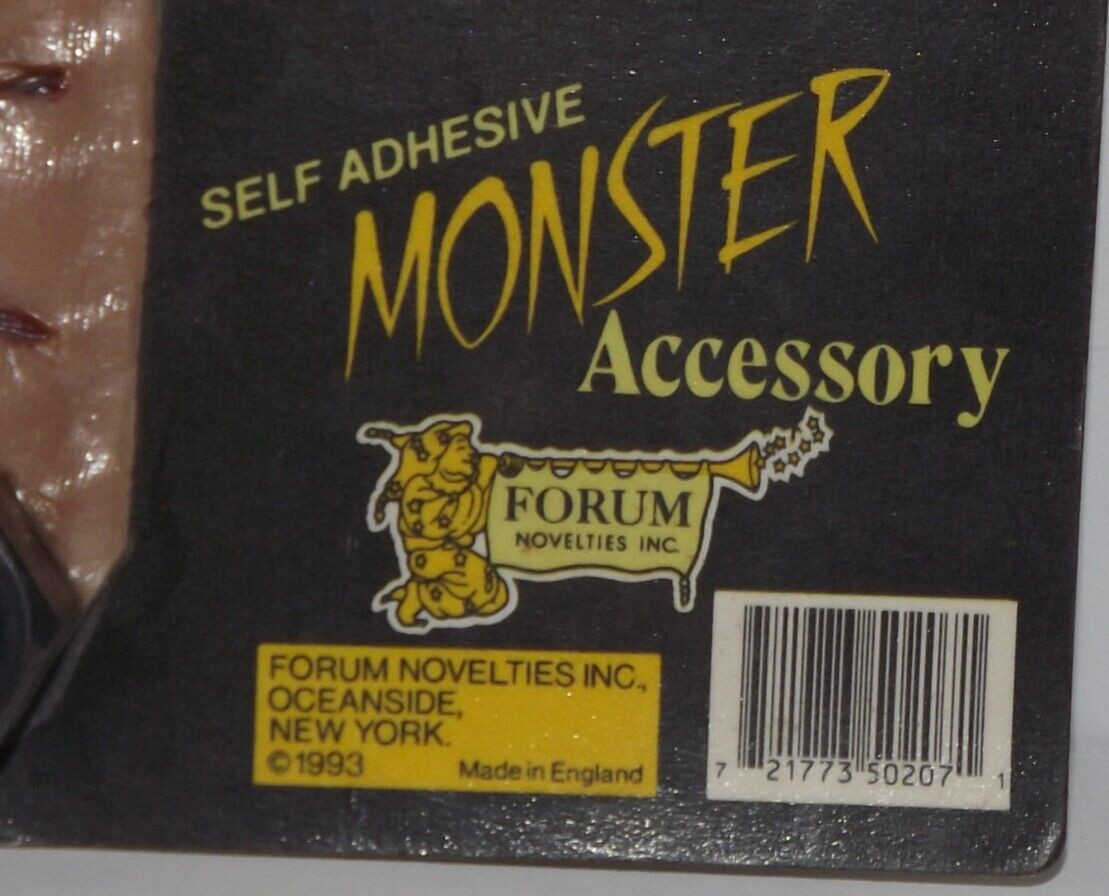 SELF ADHESIVE
MONSTER
Accessory
FORUM
NOVELTIES INC.
FORUM NOVELTIES INC.,
OCEANSIDE,
NEW YORK.
©1993
Made in England
7 21773 50207 1